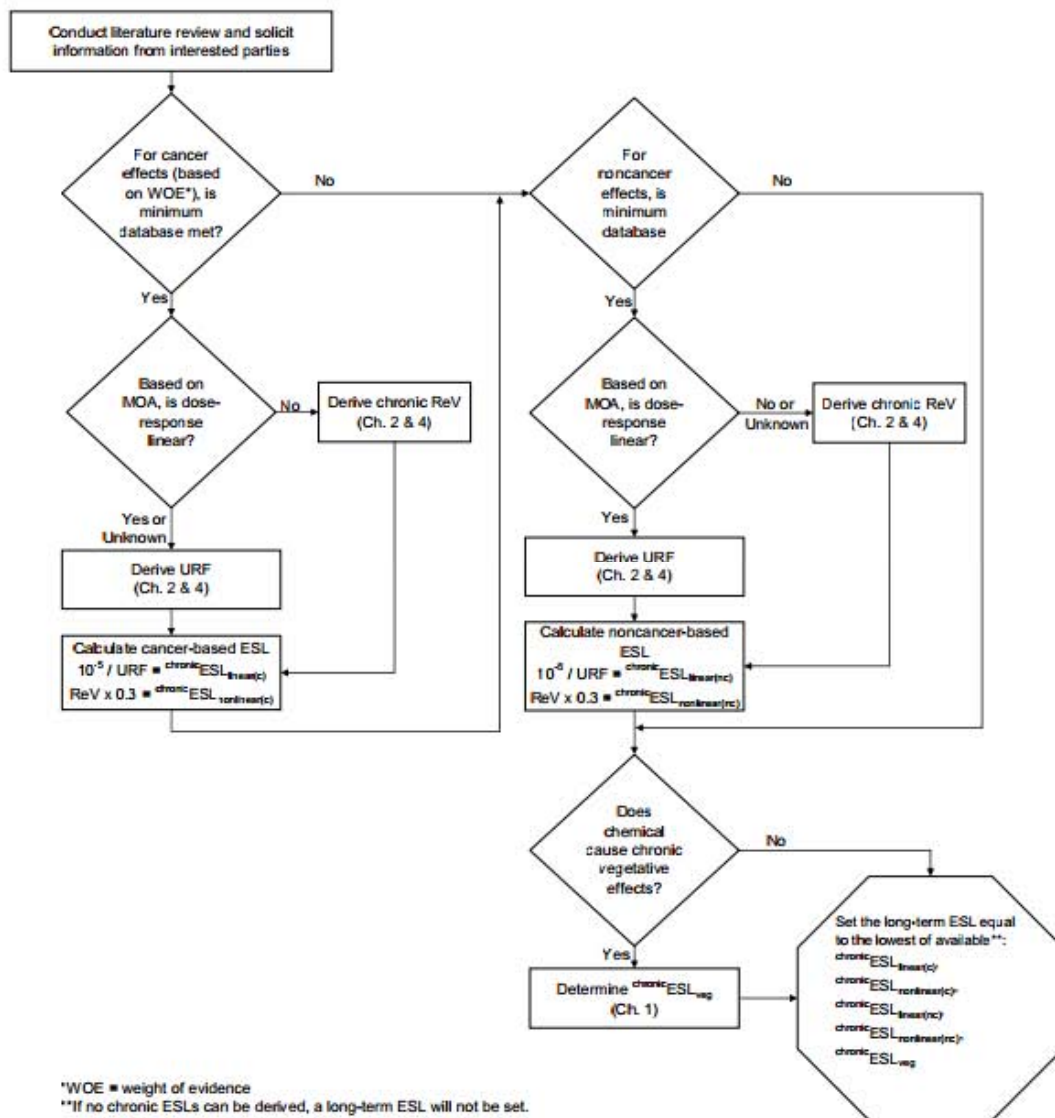 Conduct literature review and solicit
information from interested parties
For cancer
effects (based
on WOE*), is
minimum
database met?
No
Yes
Based on
MOA, is dose-
response
linear?
No
Derive chronic ReV
(Ch. 2 & 4)
Yes or
Unknown
Derive URF
(Ch. 2 & 4)
Calculate cancer-based ESL
10⁻⁵ / URF = ᶜʰʳᵒⁿⁱᶜESLlinear(c)
ReV x 0.3 = ᶜʰʳᵒⁿⁱᶜESLnonlinear(c)
For
noncancer
effects, is
minimum
database
No
Yes
Based on
MOA, is dose-
response
linear?
No or
Unknown
Derive chronic ReV
(Ch. 2 & 4)
Yes
Derive URF
(Ch. 2 & 4)
Calculate noncancer-based
ESL
10⁻⁶ / URF = ᶜʰʳᵒⁿⁱᶜESLlinear(nc)
ReV x 0.3 = ᶜʰʳᵒⁿⁱᶜESLnonlinear(nc)
Does
chemical
cause chronic
vegetative
effects?
No
Yes
Determine ᶜʰʳᵒⁿⁱᶜESLveg
(Ch. 1)
Set the long-term ESL equal
to the lowest of available**:
ᶜʰʳᵒⁿⁱᶜESLlinear(c),
ᶜʰʳᵒⁿⁱᶜESLnonlinear(c),
ᶜʰʳᵒⁿⁱᶜESLlinear(nc),
ᶜʰʳᵒⁿⁱᶜESLnonlinear(nc),
ᶜʰʳᵒⁿⁱᶜESLveg
*WOE = weight of evidence
**If no chronic ESLs can be derived, a long-term ESL will not be set.